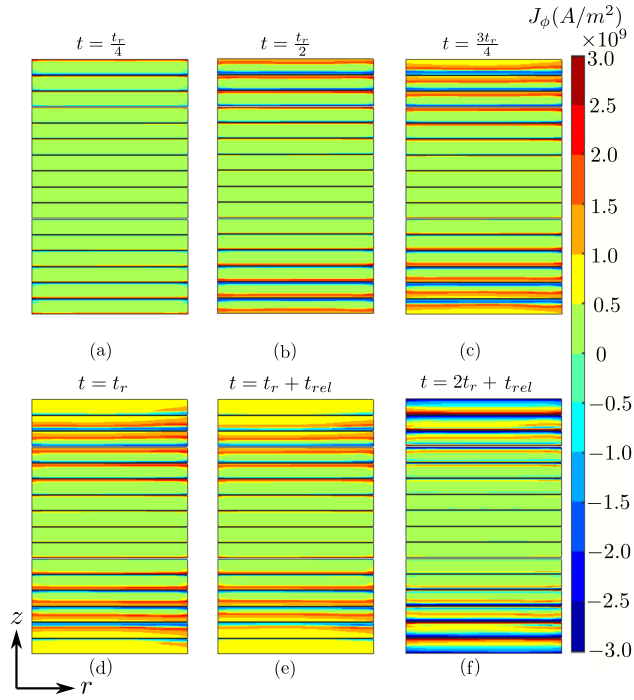 J_ϕ(A/m²)
×10⁹
t = t_r/4
t = t_r/2
t = 3t_r/4
3.0
2.5
2.0
1.5
1.0
0.5
0
−0.5
−1.0
−1.5
−2.0
−2.5
−3.0
(a)
(b)
(c)
t = t_r
t = t_r + t_rel
t = 2t_r + t_rel
z
r
(d)
(e)
(f)